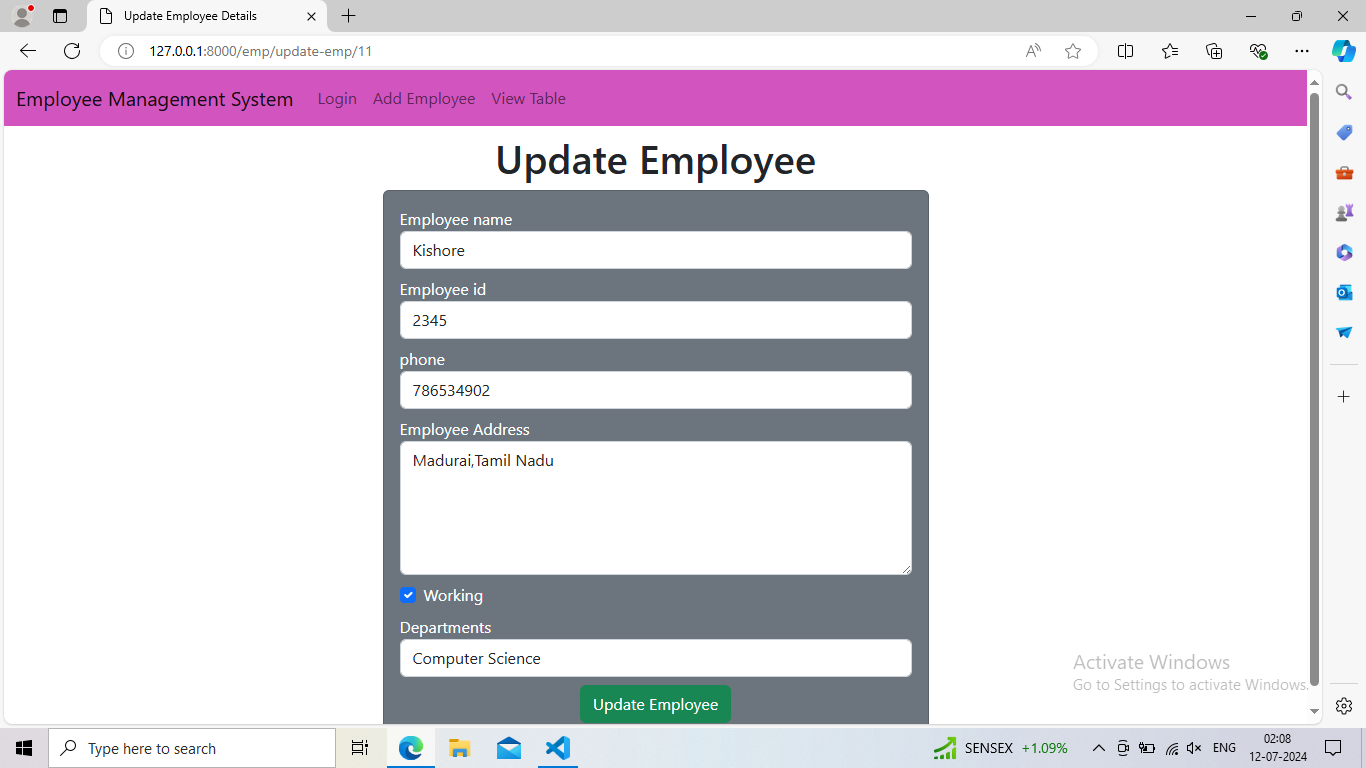 Update Employee Details
127.0.0.1:8000/emp/update-emp/11
Employee Management System Login Add Employee View Table
Update Employee
Employee name
Kishore
Employee id
2345
phone
786534902
Employee Address
Madurai,Tamil Nadu
Working
Departments
Computer Science
Update Employee
Activate Windows
Go to Settings to activate Windows.
Type here to search
SENSEX +1.09%
ENG
02:08
12-07-2024